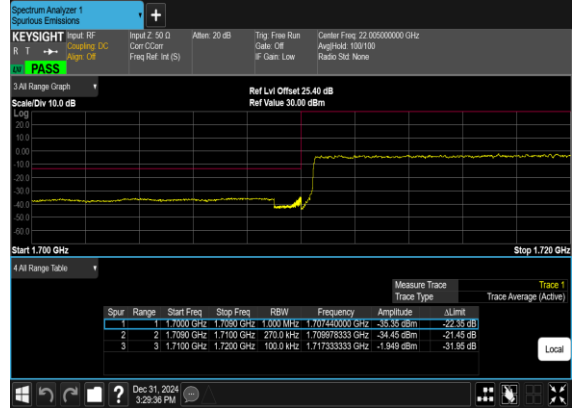 Spectrum Analyzer 1
Spurious Emissions
KEYSIGHT Input: RF Input Z: 50 Ω Atten: 20 dB Trig: Free Run Center Freq: 22.005000000 GHz
R T Coupling: DC Corr CCorr Gate: Off Avg|Hold: 100/100
Align: Off Freq Ref: Int (S) IF Gain: Low Radio Std: None
PASS
3 All Range Graph
Ref Lvl Offset 25.40 dB
Scale/Div 10.0 dB Ref Value 30.00 dBm
Log
20.0
10.0
0.00
-10.0
-20.0
-30.0
-40.0
-50.0
-60.0
Start 1.700 GHz Stop 1.720 GHz
4 All Range Table
Measure Trace Trace 1
Trace Type Trace Average (Active)
Spur Range Start Freq Stop Freq RBW Frequency Amplitude ΔLimit
1 1 1.7000 GHz 1.7090 GHz 1.000 MHz 1.707440000 GHz -35.35 dBm -22.35 dB
2 2 1.7090 GHz 1.7100 GHz 270.0 kHz 1.709978333 GHz -34.45 dBm -21.45 dB
3 3 1.7100 GHz 1.7200 GHz 100.0 kHz 1.717333333 GHz -1.949 dBm -31.95 dB
Local
? Dec 31, 2024
3:29:36 PM